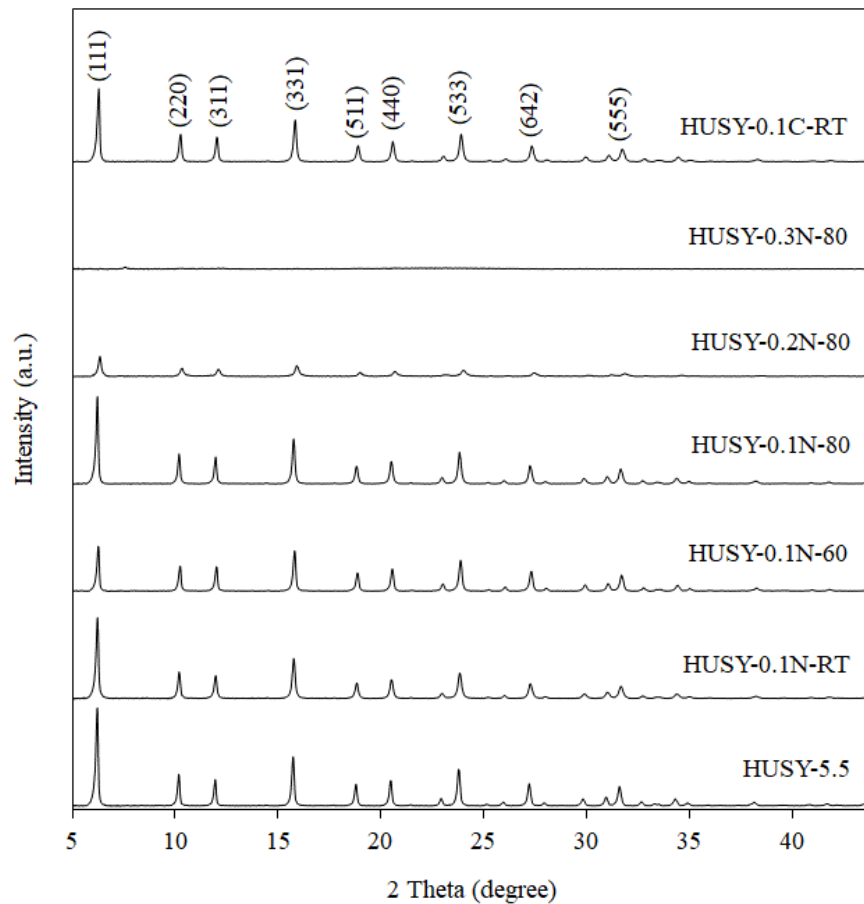 (111)
(220)
(311)
(331)
(511)
(440)
(533)
(642)
(555)
HUSY-0.1C-RT
HUSY-0.3N-80
HUSY-0.2N-80
HUSY-0.1N-80
HUSY-0.1N-60
HUSY-0.1N-RT
HUSY-5.5
Intensity (a.u.)
5 10 15 20 25 30 35 40
2 Theta (degree)